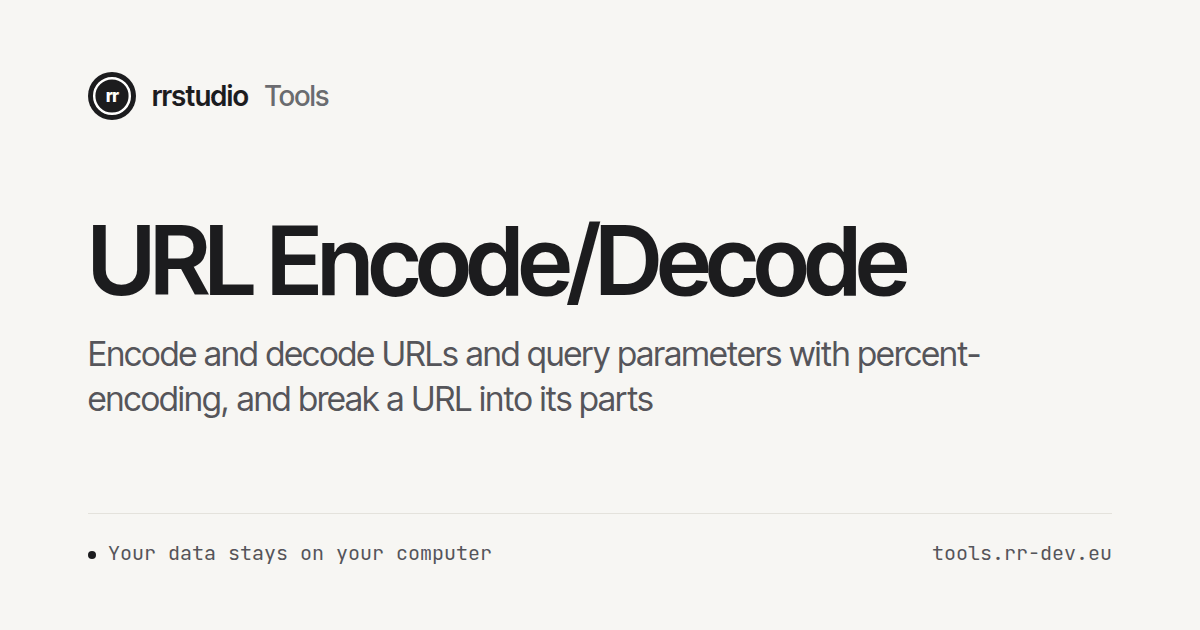 rr rrstudio Tools
URL Encode/Decode
Encode and decode URLs and query parameters with percent-
encoding, and break a URL into its parts
Your data stays on your computer
tools.rr-dev.eu